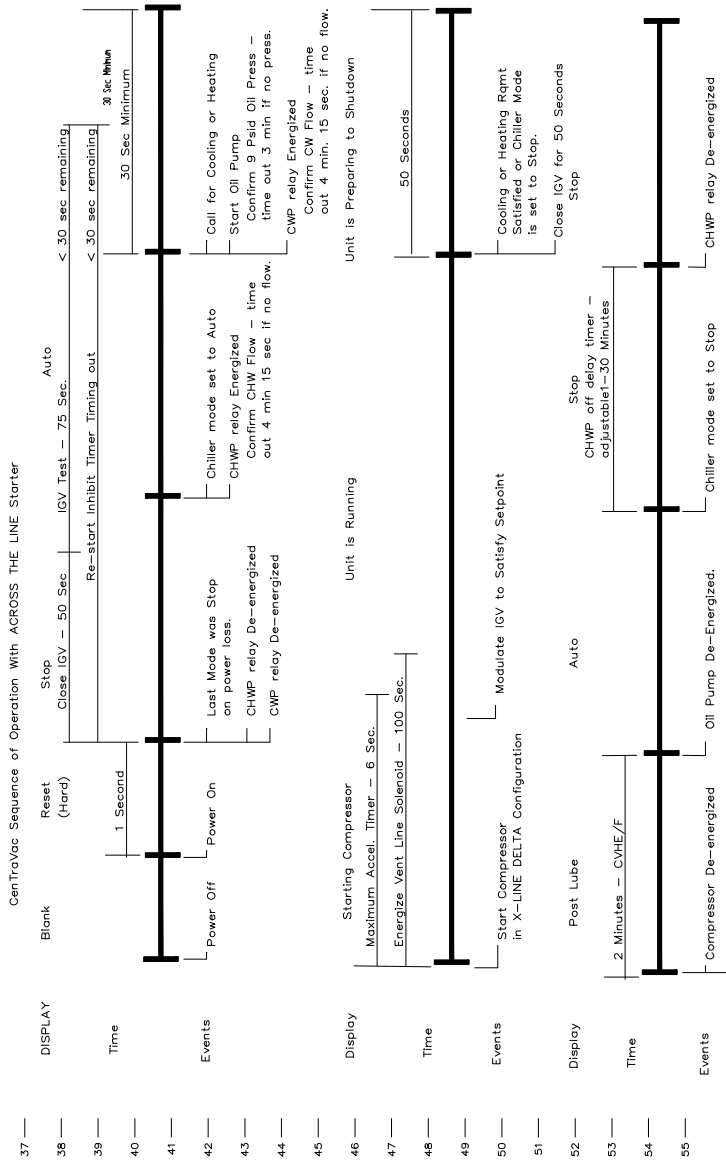 CenTraVac Sequence of Operation With ACROSS THE LINE Starter
37
38
39
40
41
42
43
44
45
46
47
48
49
50
51
52
53
54
55
DISPLAY
Blank
Reset
(Hard)
Stop
Auto
Close IGV – 50 Sec
IGV Test – 75 Sec.
< 30 sec remaining
Re–start Inhibit Timer Timing out
< 30 sec remaining
30 Sec Minimum
Time
1 Second
30 Sec Minimum
Events
Power Off
Power On
Last Mode was Stop
on power loss.
CHWP relay De–energized
CWP relay De–energized
Chiller mode set to Auto
CHWP relay Energized
Confirm CHW Flow – time
out 4 min 15 sec if no flow.
Call for Cooling or Heating
Start Oil Pump
Confirm 9 Psid Oil Press –
time out 3 min if no press.
CWP relay Energized
Confirm CW Flow – time
out 4 min. 15 sec. if no flow.
Display
Starting Compressor
Unit is Running
Unit is Preparing to Shutdown
Maximum Accel. Timer – 6 Sec.
Energize Vent Line Solenoid – 100 Sec.
50 Seconds
Time
Events
Start Compressor
in X–LINE DELTA Configuration
Modulate IGV to Satisfy Setpoint
Cooling or Heating Rqmt
Satisfied or Chiller Mode
is set to Stop.
Close IGV for 50 Seconds
Display
Post Lube
Auto
Stop
Stop
Time
2 Minutes – CVHE/F
CHWP off delay timer –
adjustable1–30 Minutes
Events
Compressor De–energized
Oil Pump De–Energized.
Chiller mode set to Stop
CHWP relay De–energized